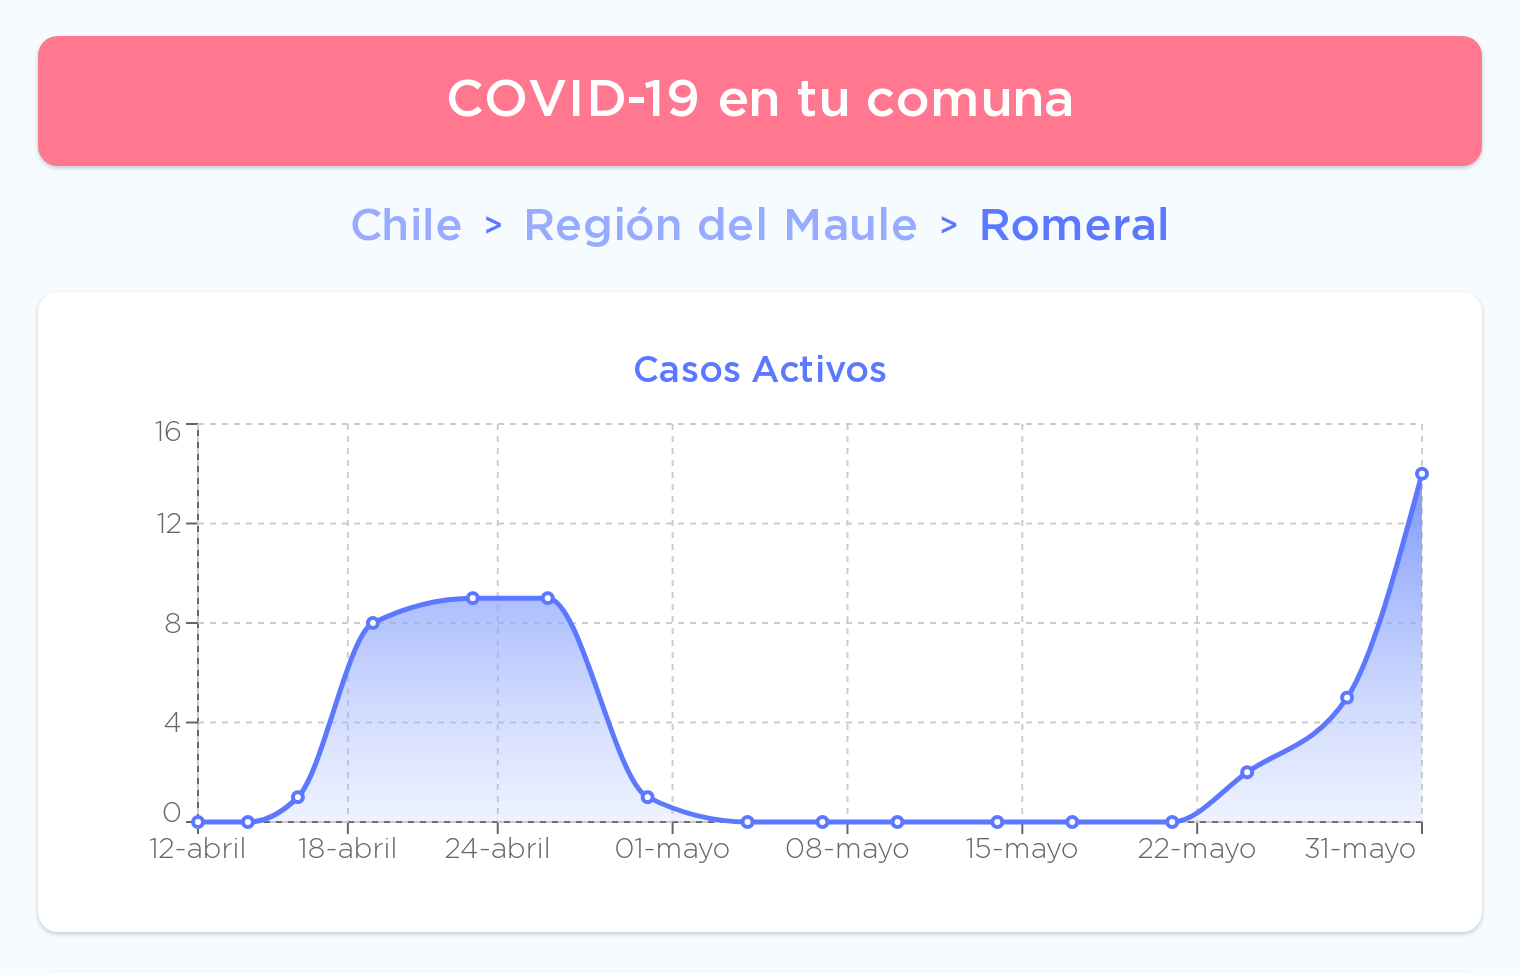 COVID-19 en tu comuna
Chile > Región del Maule > Romeral
Casos Activos
16
12
8
4
0
12-abril 18-abril 24-abril 01-mayo 08-mayo 15-mayo 22-mayo 31-mayo